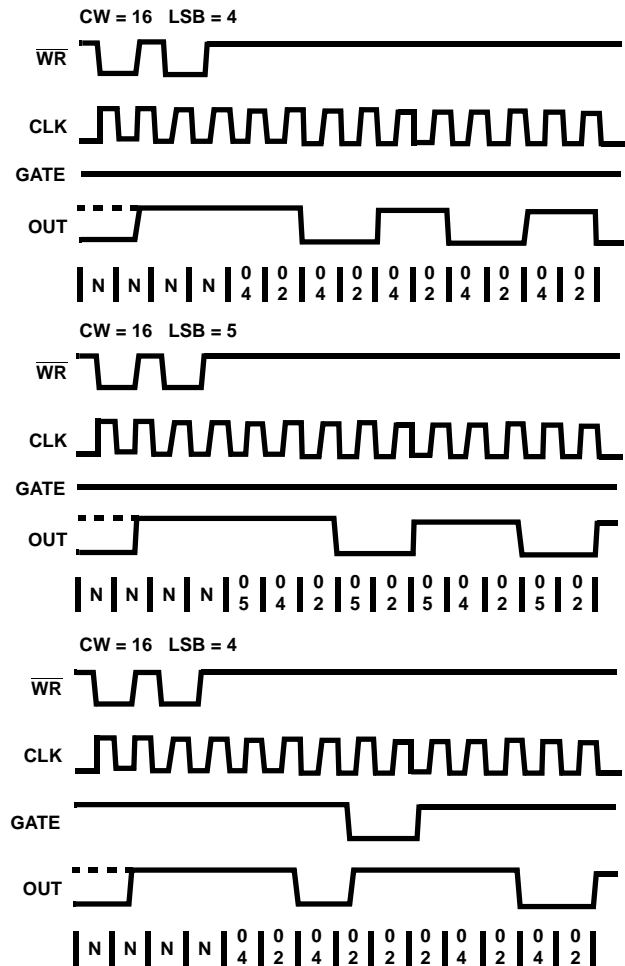 CW = 16 LSB = 4
WR
CLK
GATE
OUT
N N N N 0 0 0 0 0 0 0 0 0 0
4 2 4 2 4 2 4 2 4 2
CW = 16 LSB = 5
WR
CLK
GATE
OUT
N N N N 0 0 0 0 0 0 0 0 0 0
5 4 2 5 2 5 4 2 5 2
CW = 16 LSB = 4
WR
CLK
GATE
OUT
N N N N 0 0 0 0 0 0 0 0 0 0
4 2 4 2 2 2 4 2 4 2